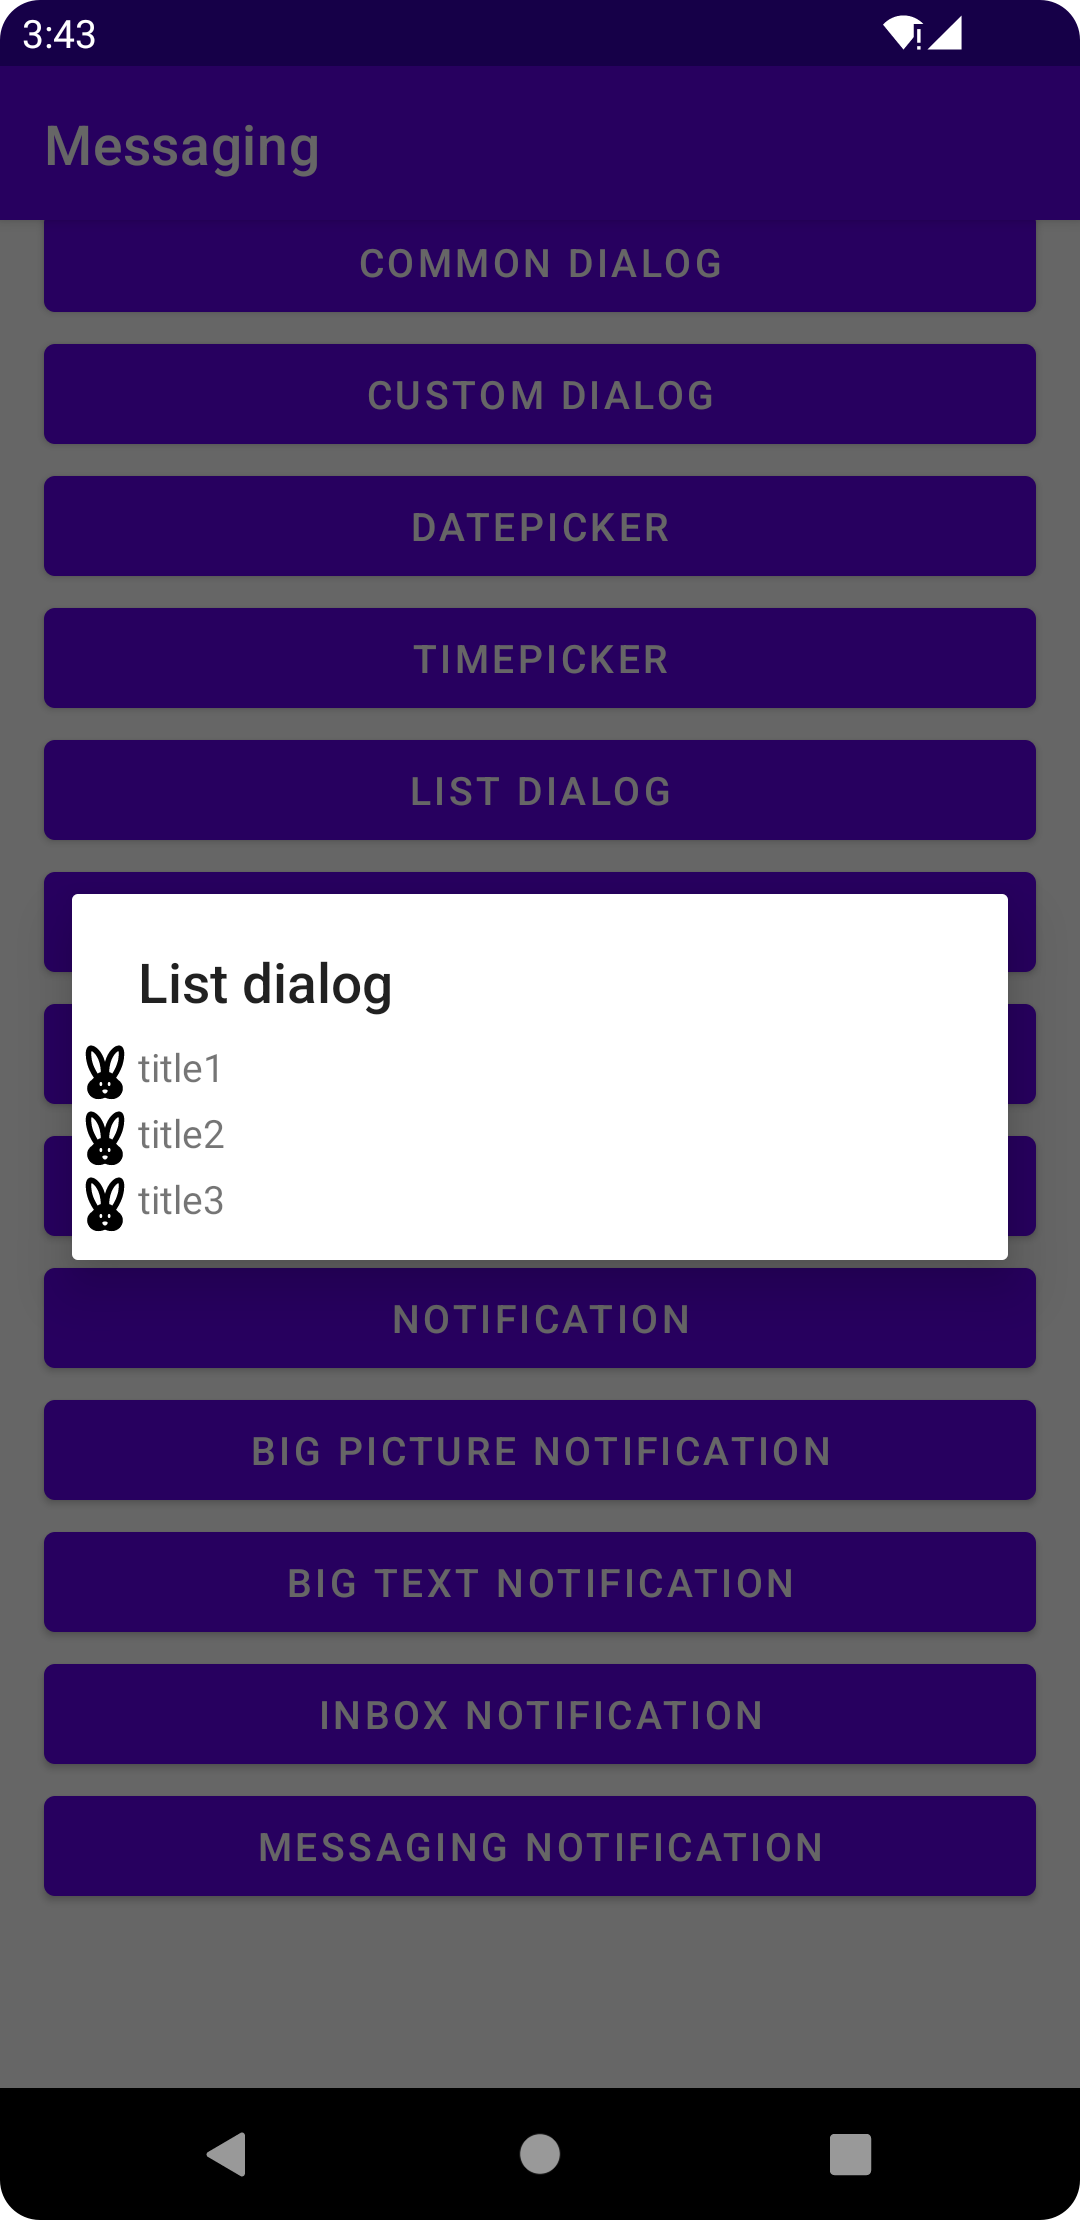 3:43
Messaging
COMMON DIALOG
CUSTOM DIALOG
DATEPICKER
TIMEPICKER
LIST DIALOG
List dialog
title1
title2
title3
NOTIFICATION
BIG PICTURE NOTIFICATION
BIG TEXT NOTIFICATION
INBOX NOTIFICATION
MESSAGING NOTIFICATION